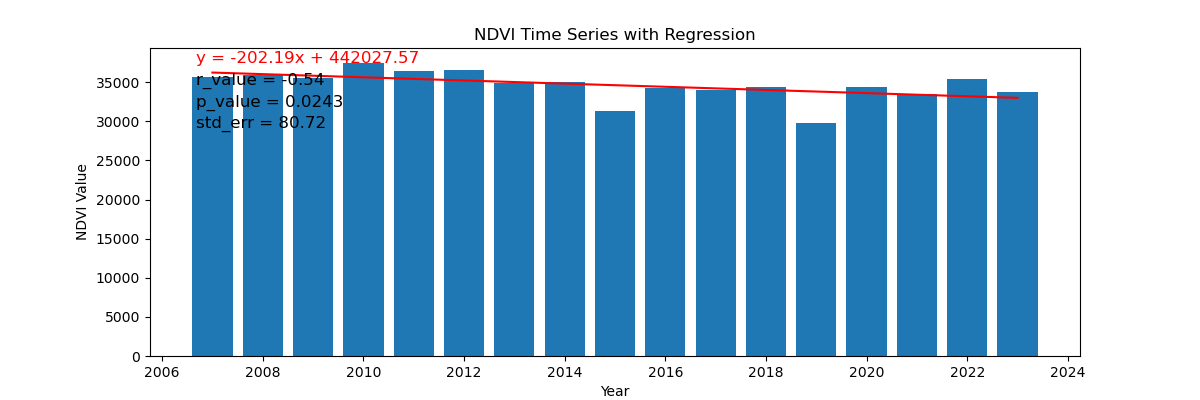 NDVI Time Series with Regression
y = -202.19x + 442027.57
r_value = -0.54
p_value = 0.0243
std_err = 80.72
NDVI Value
35000
30000
25000
20000
15000
10000
5000
0
2006 2008 2010 2012 2014 2016 2018 2020 2022 2024
Year